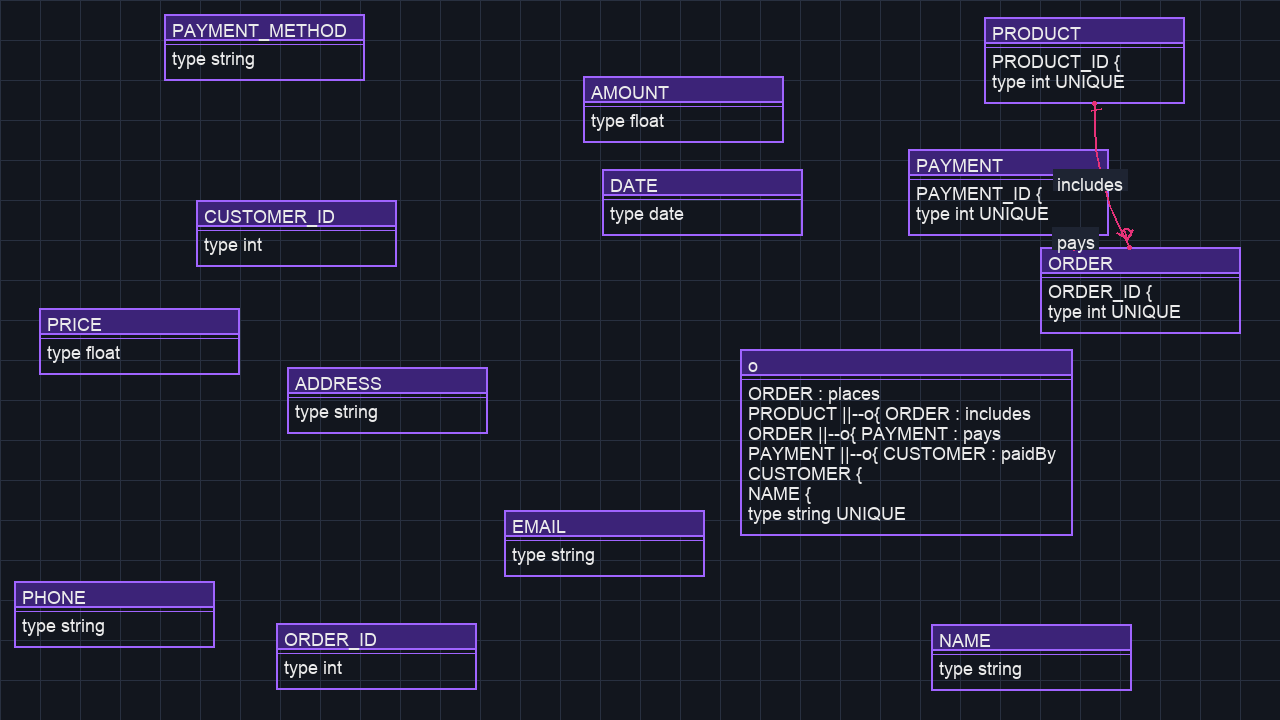 PAYMENT_METHOD
type string
PRODUCT
PRODUCT_ID {
type int UNIQUE
AMOUNT
type float
PAYMENT
PAYMENT_ID {
type int UNIQUE
includes
DATE
type date
CUSTOMER_ID
type int
pays
ORDER
ORDER_ID {
type int UNIQUE
PRICE
type float
ADDRESS
type string
o
ORDER : places
PRODUCT ||--o{ ORDER : includes
ORDER ||--o{ PAYMENT : pays
PAYMENT ||--o{ CUSTOMER : paidBy
CUSTOMER {
NAME {
type string UNIQUE
EMAIL
type string
PHONE
type string
ORDER_ID
type int
NAME
type string